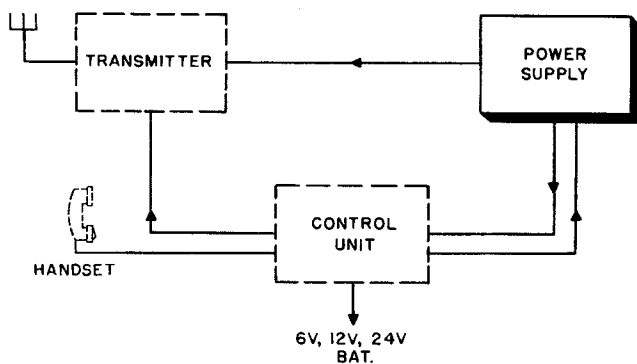 TRANSMITTER
POWER
SUPPLY
CONTROL
UNIT
HANDSET
6V, 12V, 24V
BAT.